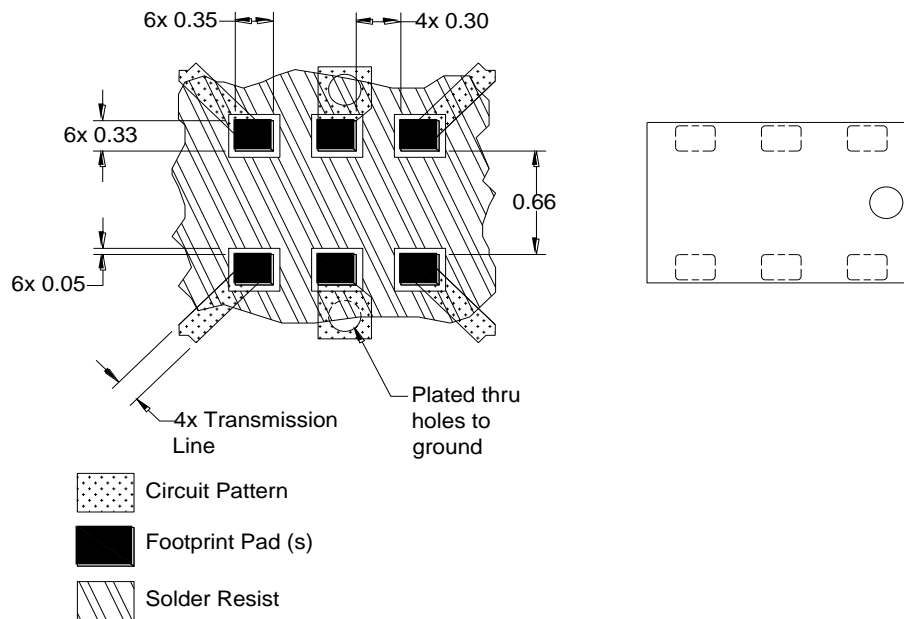 6x 0.35
4x 0.30
6x 0.33
0.66
6x 0.05
4x Transmission
Line
Plated thru
holes to
ground
Circuit Pattern
Footprint Pad (s)
Solder Resist